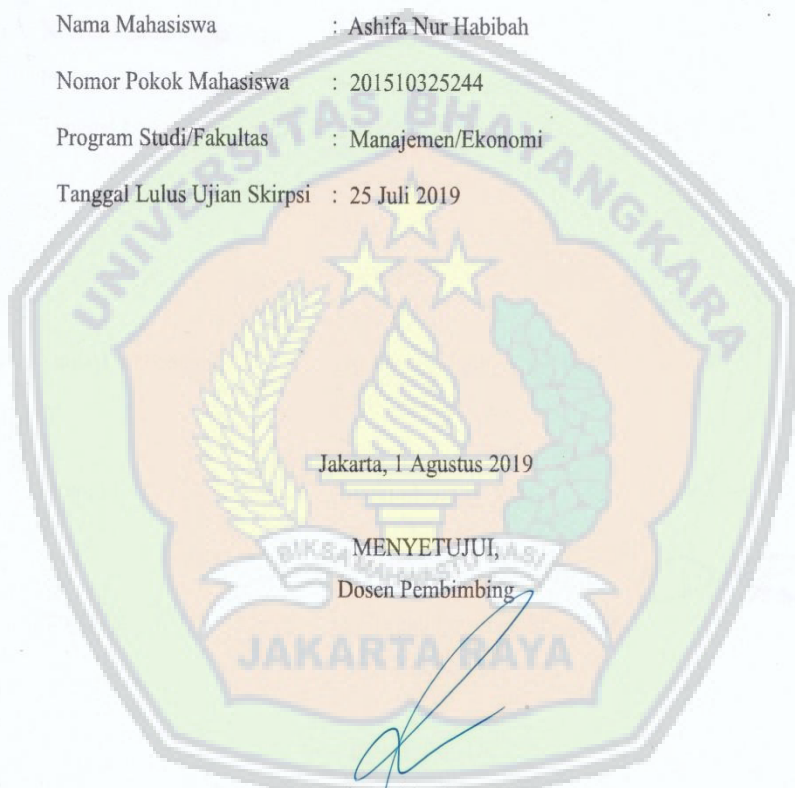 Nama Mahasiswa : Ashifa Nur Habibah
Nomor Pokok Mahasiswa : 201510325244
Program Studi/Fakultas : Manajemen/Ekonomi
Tanggal Lulus Ujian Skirpsi : 25 Juli 2019
UNIVERSITAS BHAYANGKARA
Jakarta, 1 Agustus 2019
MENYETUJUI,
Dosen Pembimbing
JAKARTA RAYA